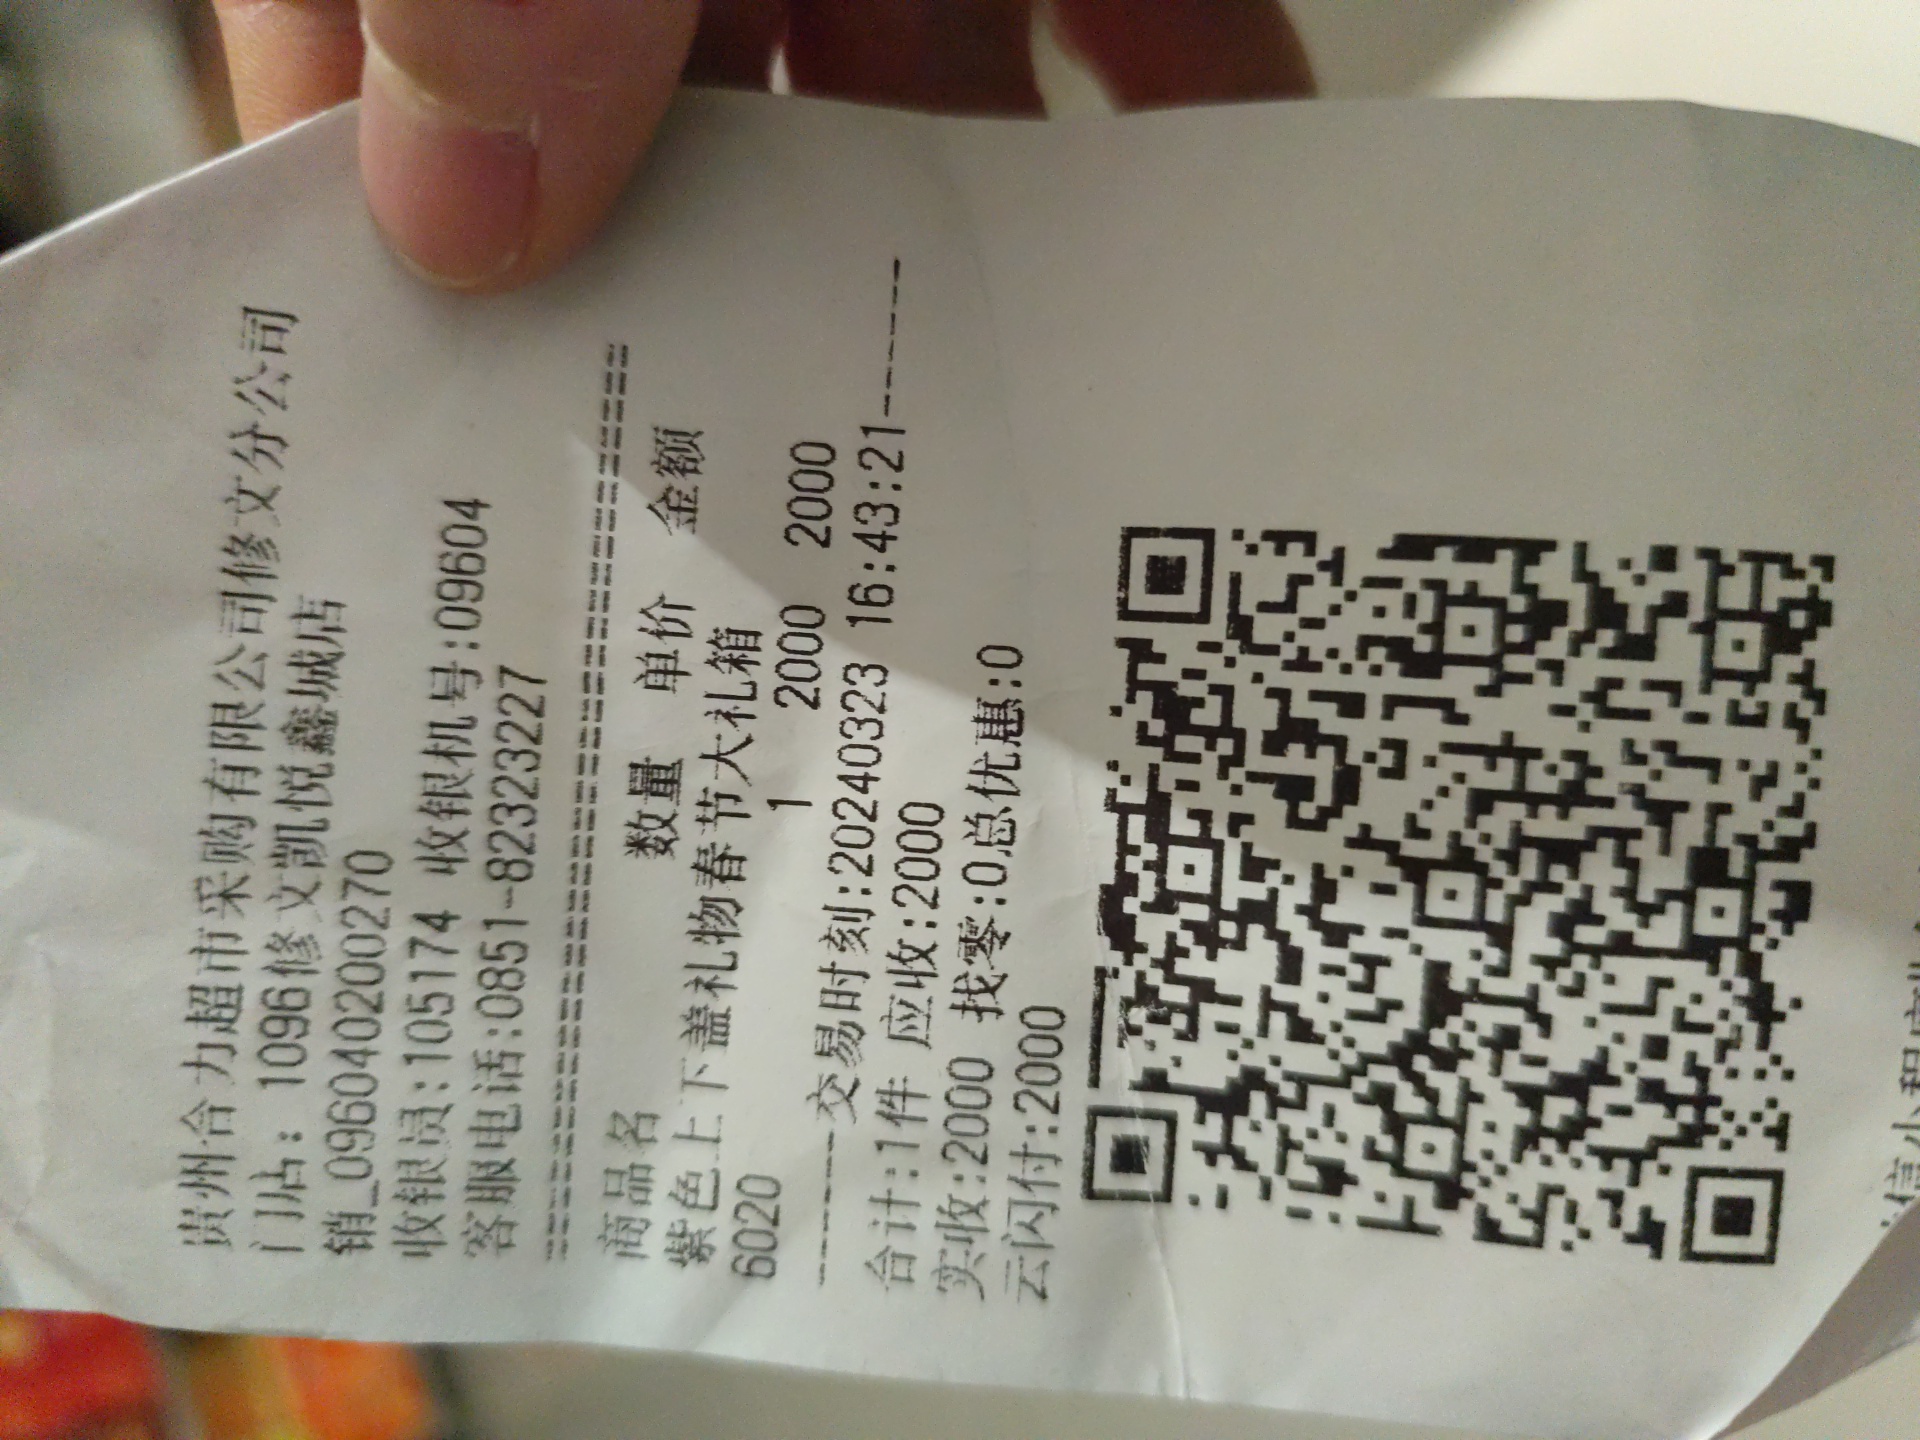 贵州合力超市采购有限公司修文分公司
门店: 1096修文凯悦鑫城店
销_09604020027​0
收银员:105174 收银机号:09604
客服电话:0851-82323227
商品名 数量 单价 金额
紫色上下盖礼物春节大礼箱
6020 1 2000 2000
------交易时刻:20240323 16:43:21------
合计:1件 应收:2000
实收:2000 找零:0总优惠:0
云闪付:2000